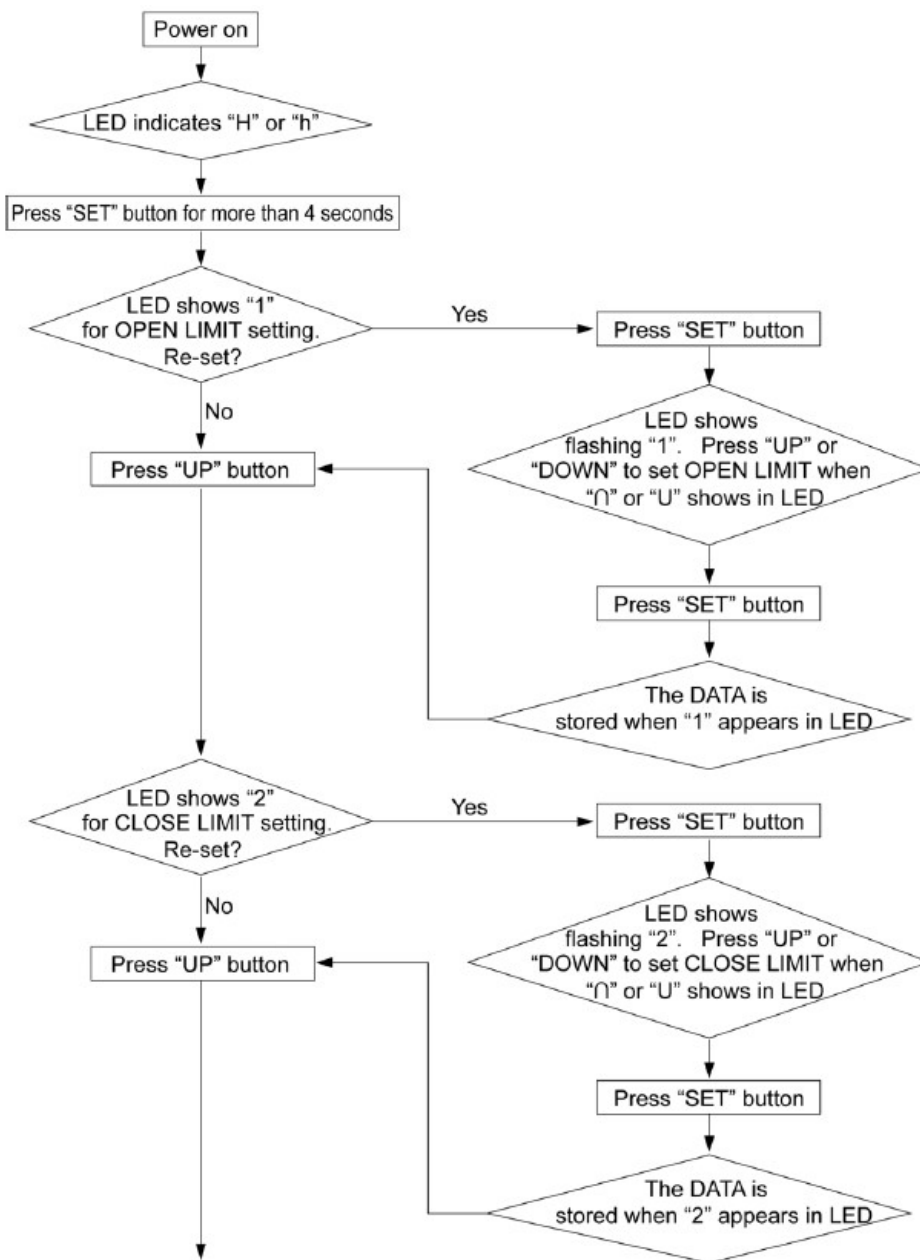 Power on
LED indicates “H” or “h”
Press “SET” button for more than 4 seconds
LED shows “1”
for OPEN LIMIT setting.
Re-set?
Yes
Press “SET” button
LED shows
flashing “1”. Press “UP” or
“DOWN” to set OPEN LIMIT when
“∩” or “U” shows in LED
Press “SET” button
The DATA is
stored when “1” appears in LED
No
Press “UP” button
LED shows “2”
for CLOSE LIMIT setting.
Re-set?
Yes
Press “SET” button
LED shows
flashing “2”. Press “UP” or
“DOWN” to set CLOSE LIMIT when
“∩” or “U” shows in LED
Press “SET” button
The DATA is
stored when “2” appears in LED
No
Press “UP” button